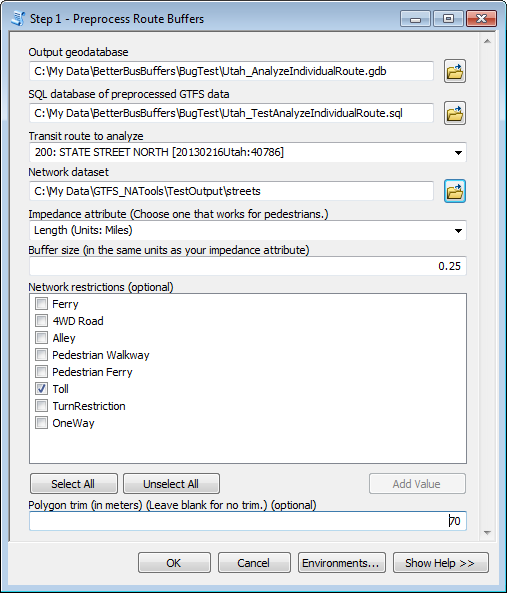 Step 1 - Preprocess Route Buffers
Output geodatabase
C:\My Data\BetterBusBuffers\BugTest\Utah_AnalyzeIndividualRoute.gdb
SQL database of preprocessed GTFS data
C:\My Data\BetterBusBuffers\BugTest\Utah_TestAnalyzeIndividualRoute.sql
Transit route to analyze
200: STATE STREET NORTH [20130216Utah:40786]
Network dataset
C:\My Data\GTFS_NATools\TestOutput\streets
Impedance attribute (Choose one that works for pedestrians.)
Length (Units: Miles)
Buffer size (in the same units as your impedance attribute)
0.25
Network restrictions (optional)
Ferry
4WD Road
Alley
Pedestrian Walkway
Pedestrian Ferry
Toll
TurnRestriction
OneWay
Select All Unselect All Add Value
Polygon trim (in meters) (Leave blank for no trim.) (optional)
70
OK Cancel Environments... Show Help >>